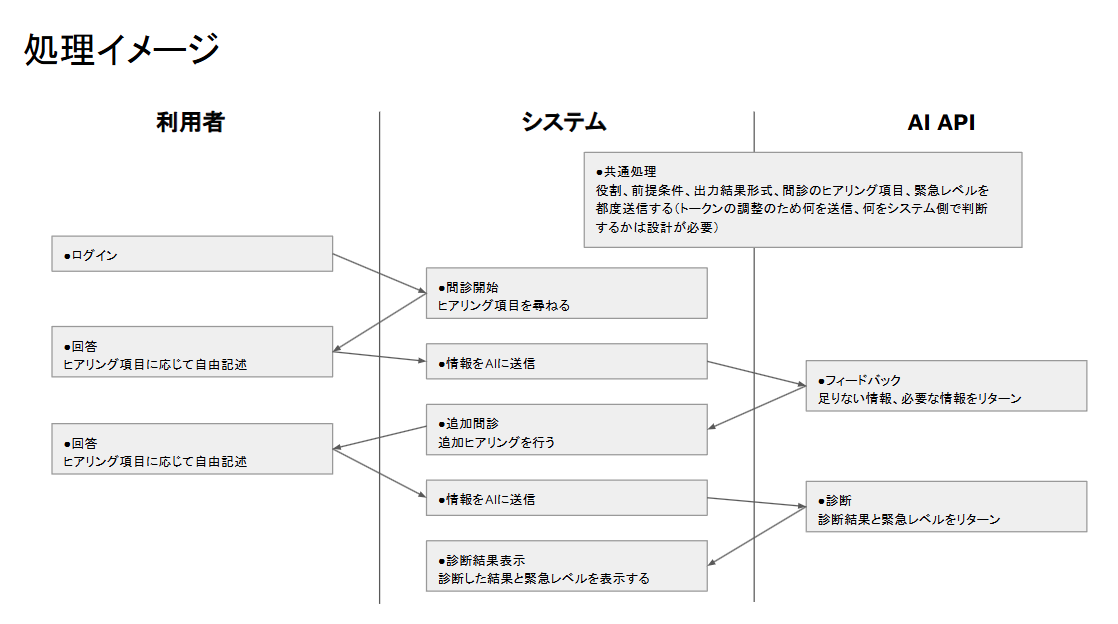 処理イメージ
利用者
システム
AI API
●共通処理
役割、前提条件、出力結果形式、問診のヒアリング項目、緊急レベルを
都度送信する（トークンの調整のため何を送信、何をシステム側で判断
するかは設計が必要）
●ログイン
●問診開始
ヒアリング項目を尋ねる
●回答
ヒアリング項目に応じて自由記述
●情報をAIに送信
●フィードバック
足りない情報、必要な情報をリターン
●追加問診
追加ヒアリングを行う
●回答
ヒアリング項目に応じて自由記述
●情報をAIに送信
●診断
診断結果と緊急レベルをリターン
●診断結果表示
診断した結果と緊急レベルを表示する